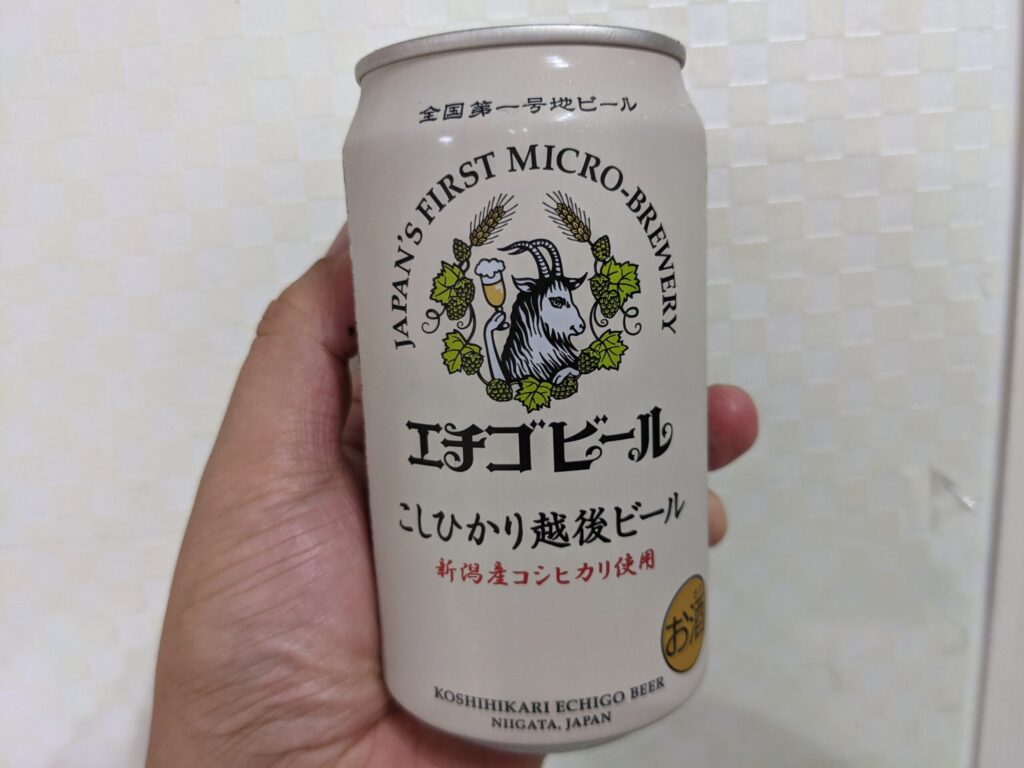 全国第一号地ビール
JAPAN'S FIRST MICRO-BREWERY
エチゴビール
こしひかり越後ビール
新潟産コシヒカリ使用
お酒
KOSHIHIKARI ECHIGO BEER
NIIGATA, JAPAN